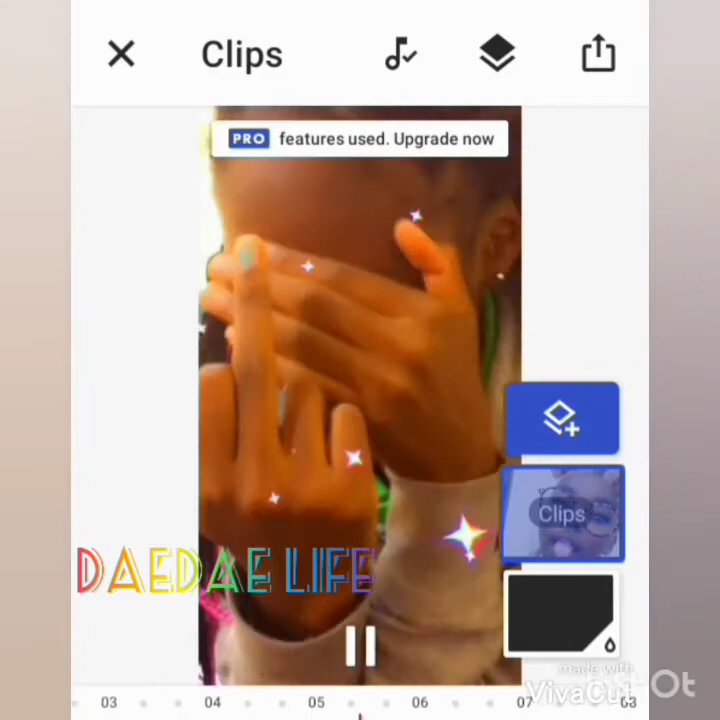 Clips
PRO features used. Upgrade now
Clips
DAEDAE LIFE
made with
VivaCut
03 04 05 06 07 03